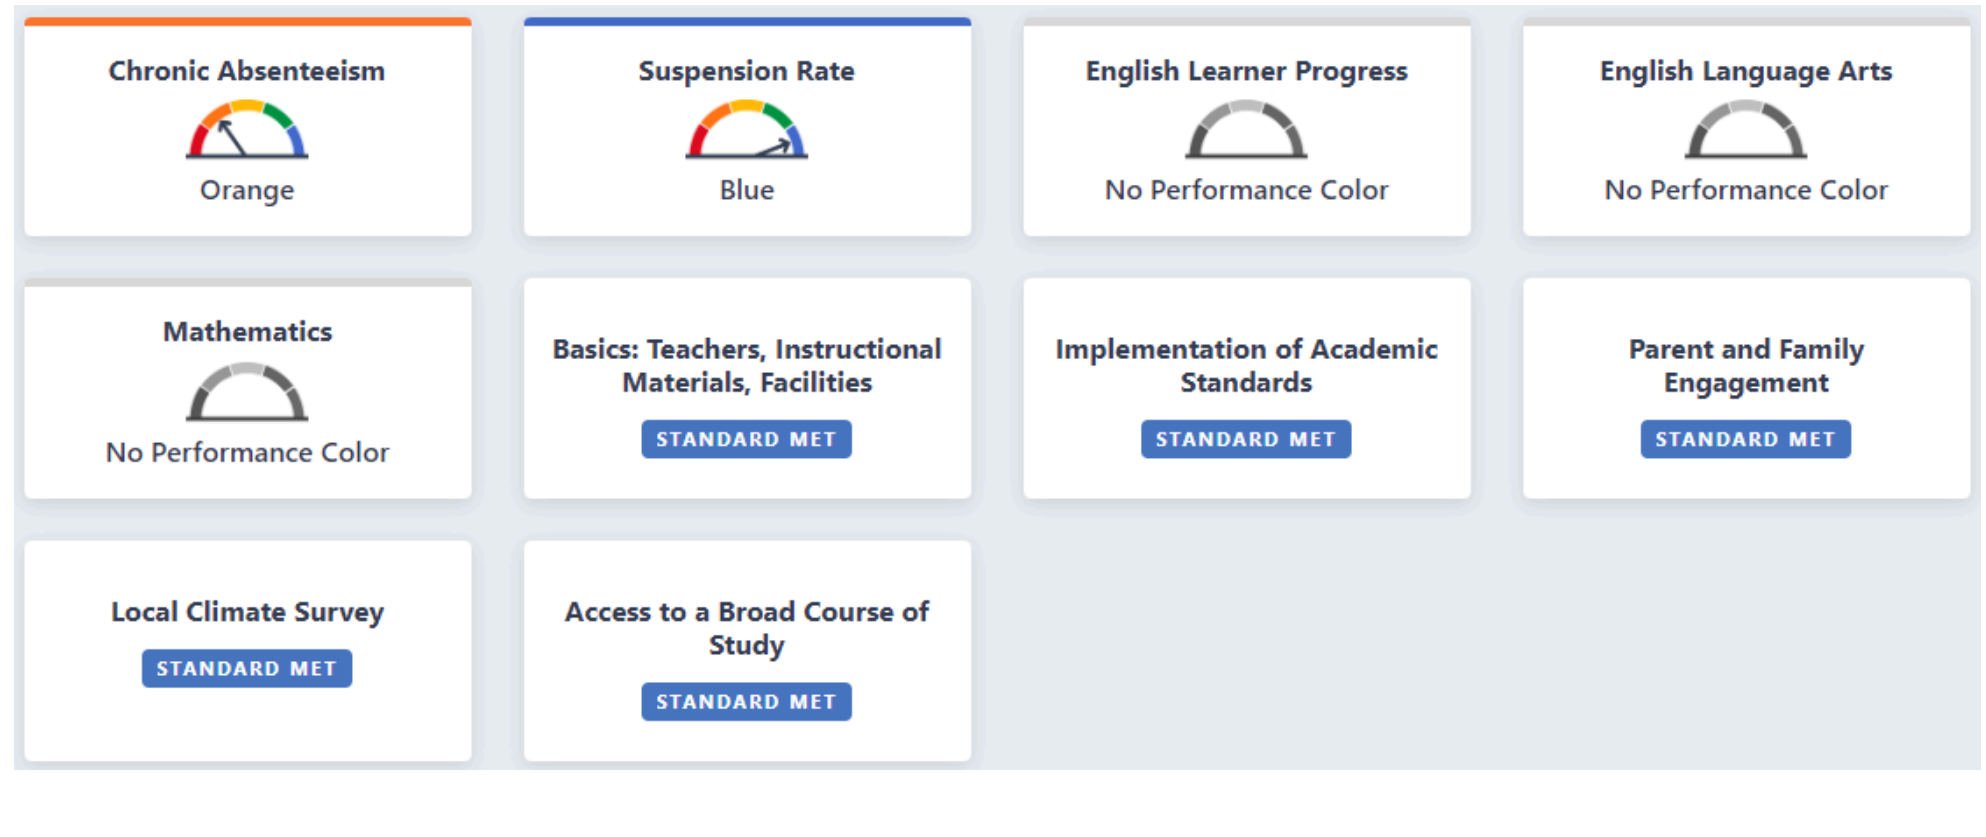 Chronic Absenteeism
Orange
Suspension Rate
Blue
English Learner Progress
No Performance Color
English Language Arts
No Performance Color
Mathematics
No Performance Color
Basics: Teachers, Instructional
Materials, Facilities
STANDARD MET
Implementation of Academic
Standards
STANDARD MET
Parent and Family
Engagement
STANDARD MET
Local Climate Survey
STANDARD MET
Access to a Broad Course of
Study
STANDARD MET